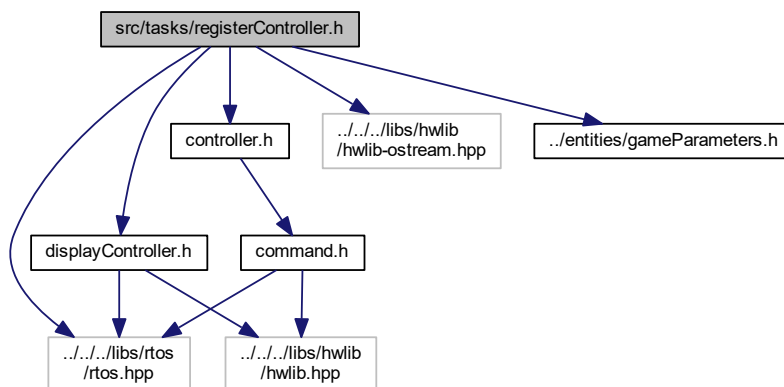 src/tasks/registerController.h
controller.h
../../../libs/hwlib
/hwlib-ostream.hpp
../entities/gameParameters.h
displayController.h
command.h
../../../libs/rtos
/rtos.hpp
../../../libs/hwlib
/hwlib.hpp